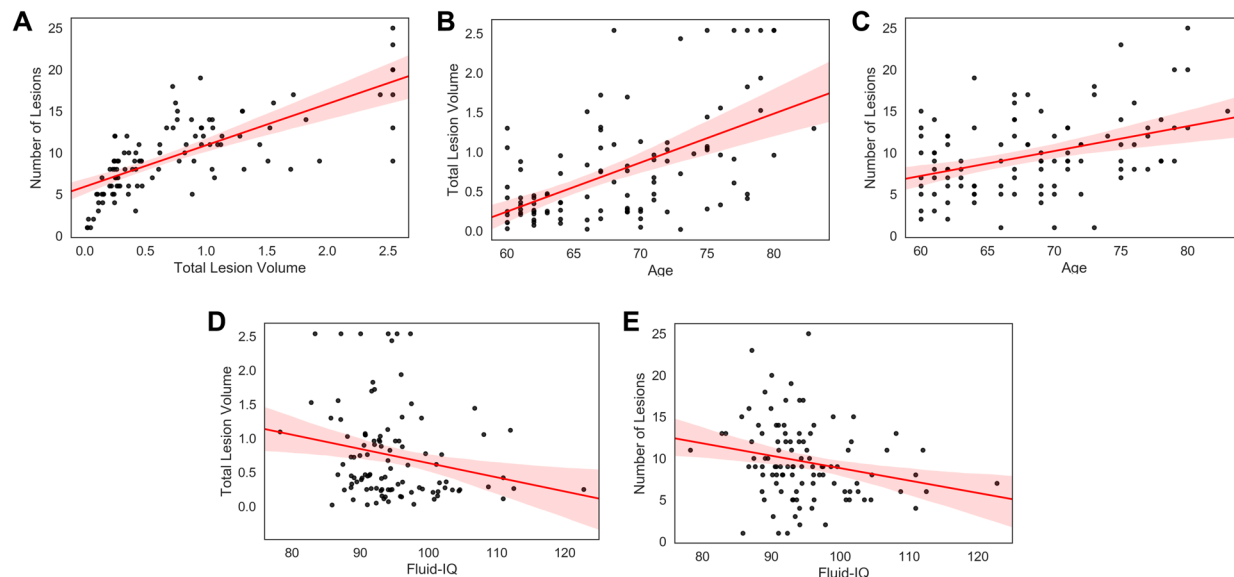 A
Number of Lesions
25
20
15
10
5
0
0.0 0.5 1.0 1.5 2.0 2.5
Total Lesion Volume
B
Total Lesion Volume
2.5
2.0
1.5
1.0
0.5
0.0
60 65 70 75 80
Age
C
Number of Lesions
25
20
15
10
5
0
60 65 70 75 80
Age
D
Total Lesion Volume
2.5
2.0
1.5
1.0
0.5
0.0
80 90 100 110 120
Fluid-IQ
E
Number of Lesions
25
20
15
10
5
0
80 90 100 110 120
Fluid-IQ